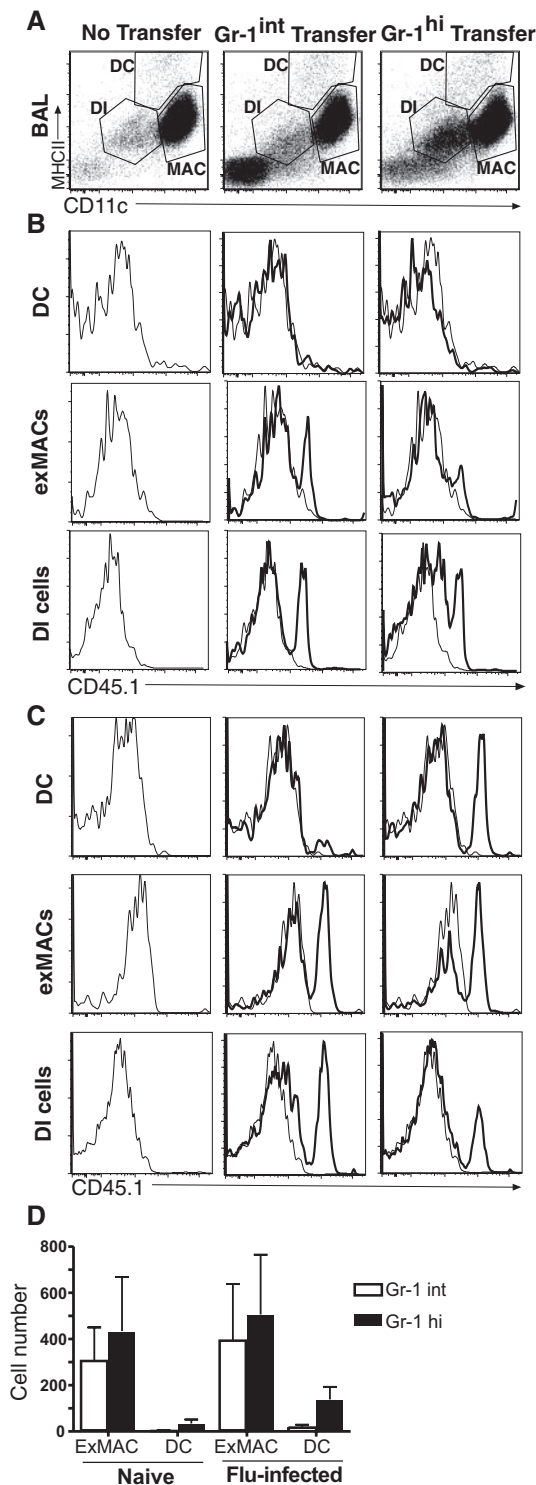 A
No Transfer
Gr-1int Transfer
Gr-1hi Transfer
BAL
MHCII
DC
DI
MAC
DC
DI
MAC
DC
DI
MAC
CD11c
B
DC
exMACs
DI cells
CD45.1
C
DC
exMACs
DI cells
CD45.1
D
Cell number
800
600
400
200
0
Gr-1 int
Gr-1 hi
ExMAC DC ExMAC DC
Naive Flu-infected